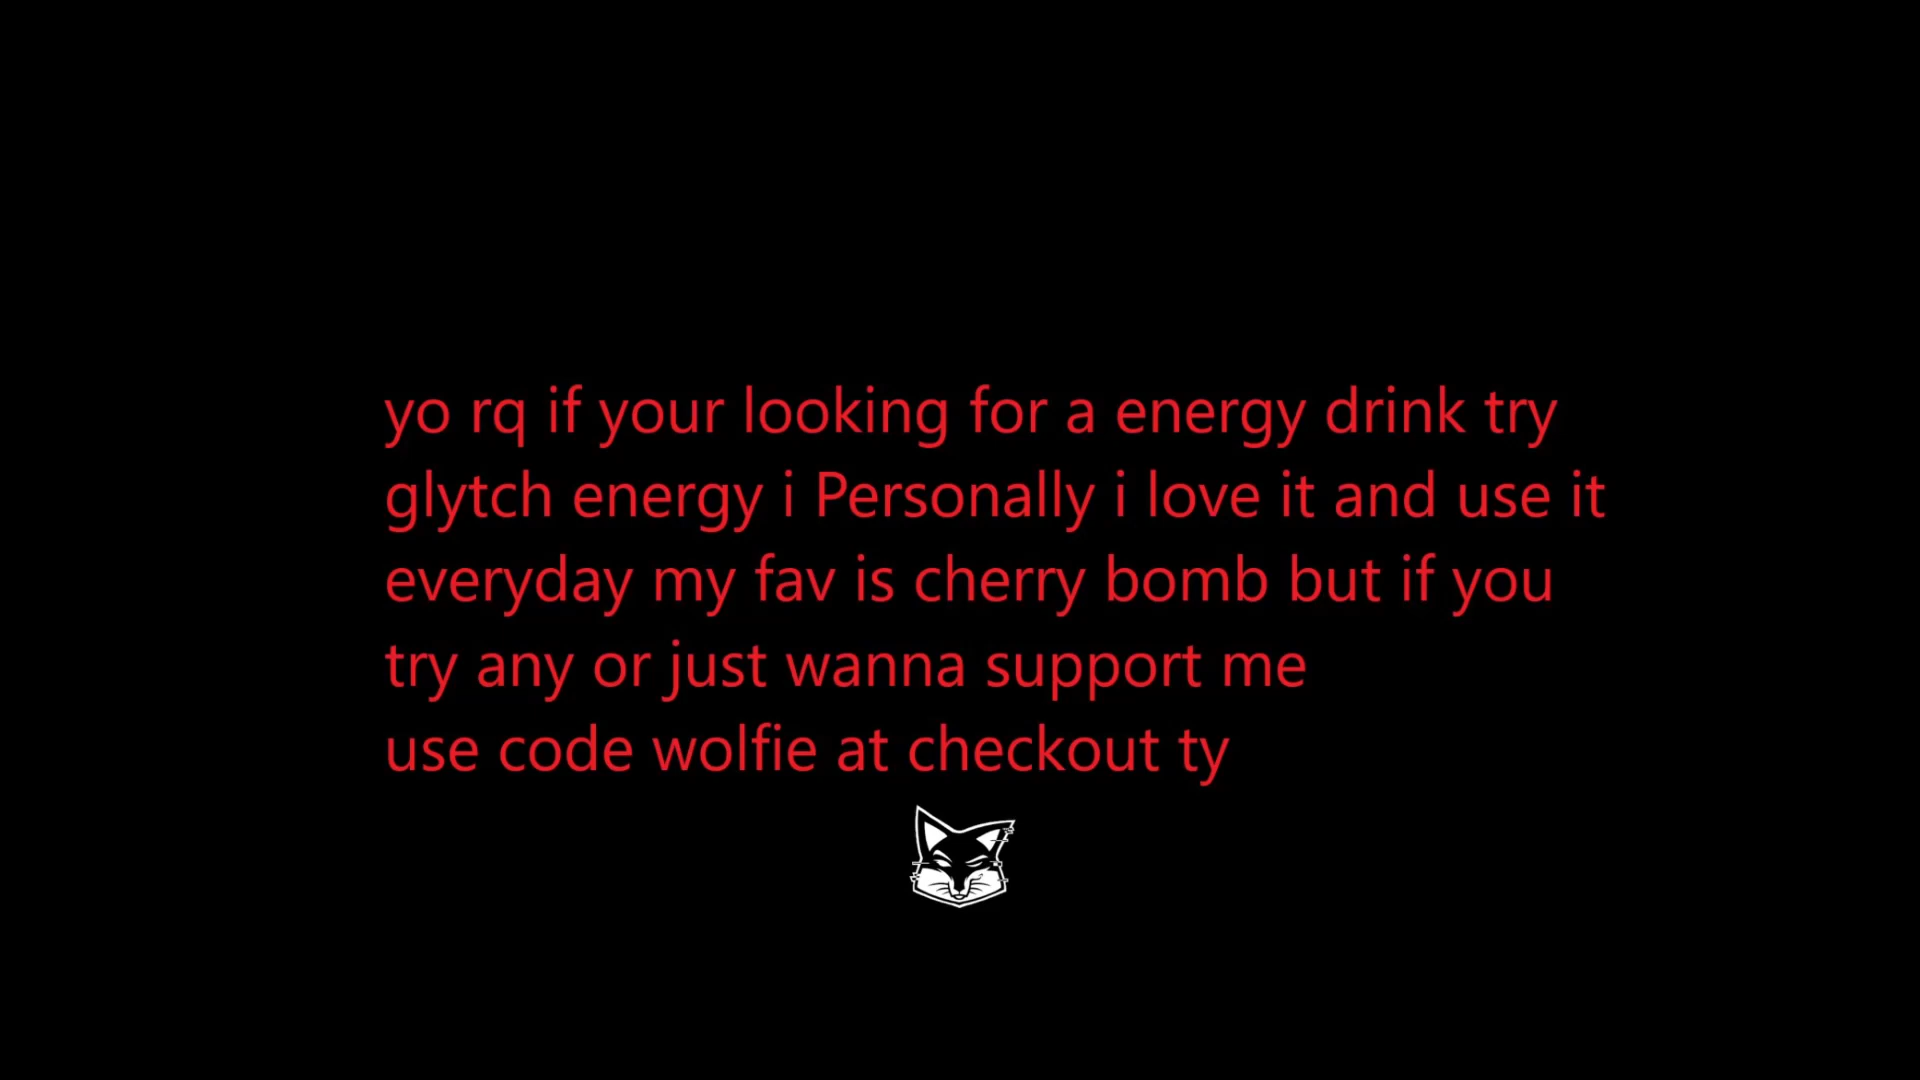 yo rq if your looking for a energy drink try
glytch energy i Personally i love it and use it
everyday my fav is cherry bomb but if you
try any or just wanna support me
use code wolfie at checkout ty